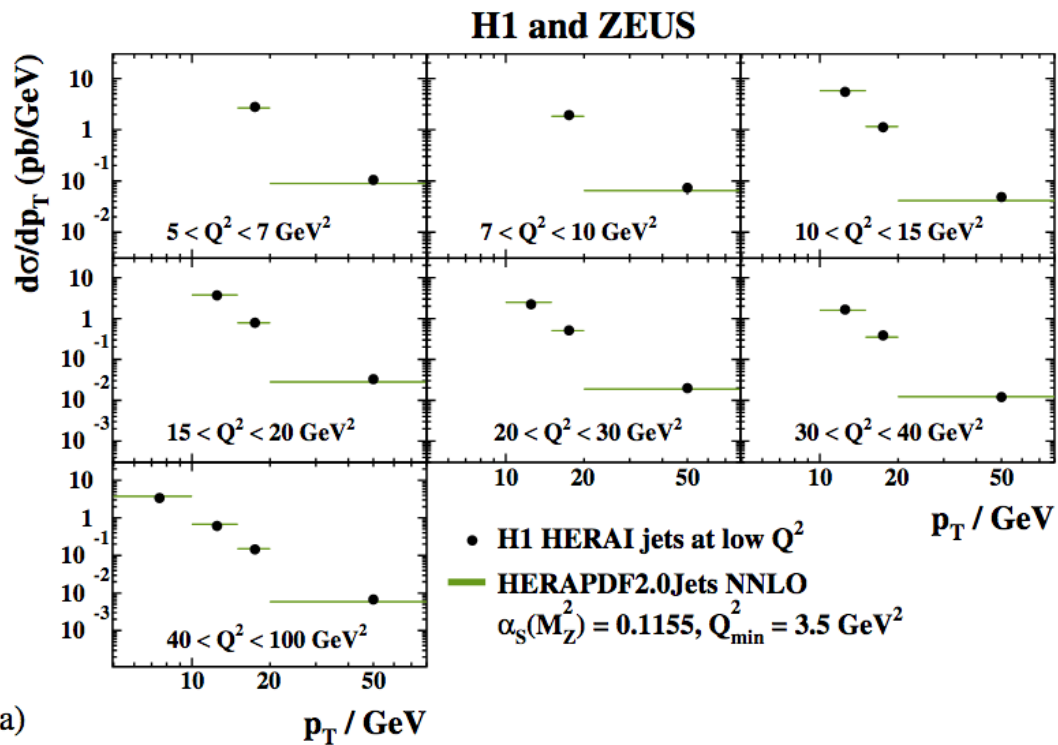 H1 and ZEUS
dσ/dp_T (pb/GeV)
10
1
10^-1
10^-2
5 < Q² < 7 GeV²
7 < Q² < 10 GeV²
10 < Q² < 15 GeV²
10
1
10^-1
10^-2
10^-3
15 < Q² < 20 GeV²
20 < Q² < 30 GeV²
30 < Q² < 40 GeV²
10 20 50
10 20 50
p_T / GeV
10
1
10^-1
10^-2
10^-3
40 < Q² < 100 GeV²
H1 HERAI jets at low Q²
HERAPDF2.0Jets NNLO
α_S(M_Z²) = 0.1155, Q²_min = 3.5 GeV²
10 20 50
p_T / GeV
a)